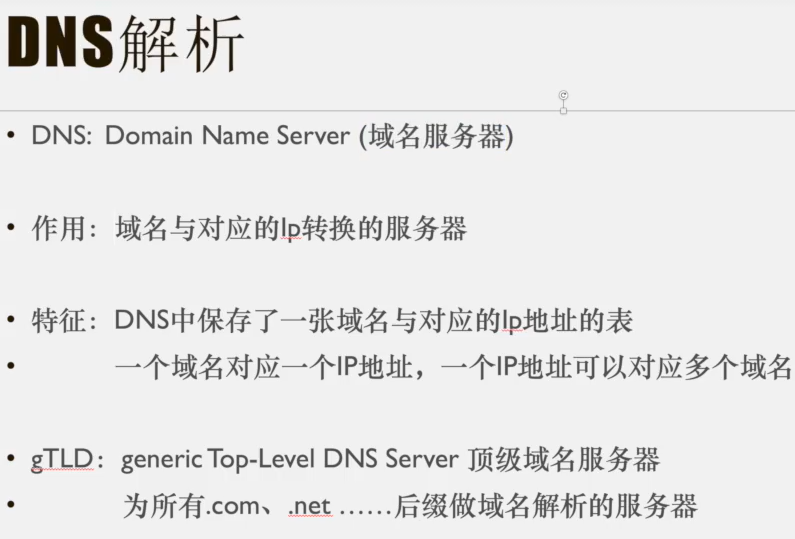 DNS解析
• DNS: Domain Name Server (域名服务器)
• 作用：域名与对应的Ip转换的服务器
• 特征：DNS中保存了一张域名与对应的Ip地址的表
• 一个域名对应一个IP地址，一个IP地址可以对应多个域名
• gTLD：generic Top-Level DNS Server 顶级域名服务器
• 为所有.com、.net ……后缀做域名解析的服务器